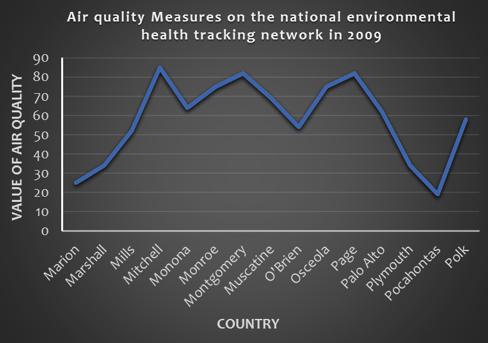 Air quality Measures on the national environmental
health tracking network in 2009
VALUE OF AIR QUALITY
90
80
70
60
50
40
30
20
10
0
Marion
Marshall
Mills
Mitchell
Monona
Monroe
Montgomery
Muscatine
O'Brien
Osceola
Page
Palo Alto
Plymouth
Pocahontas
Polk
COUNTRY